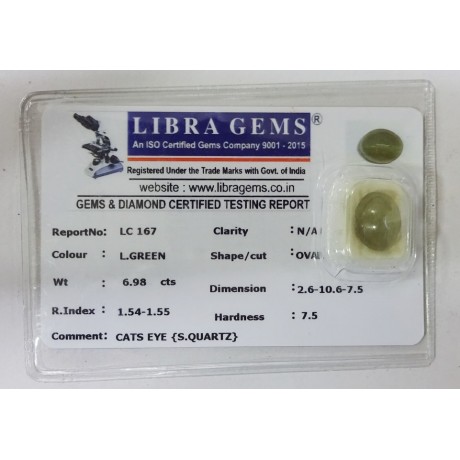 LIBRA GEMS ®
An ISO Certified Gems Company 9001 - 2015
Registered Under the Trade Marks with Govt. of India
website : www.libragems.co.in
GEMS & DIAMOND CERTIFIED TESTING REPORT
ReportNo: LC 167 Clarity : N/A
Colour : L.GREEN Shape/cut : OVA
Wt : 6.98 cts Dimension : 2.6-10.6-7.5
R.Index : 1.54-1.55 Hardness : 7.5
Comment: CATS EYE {S.QUARTZ}